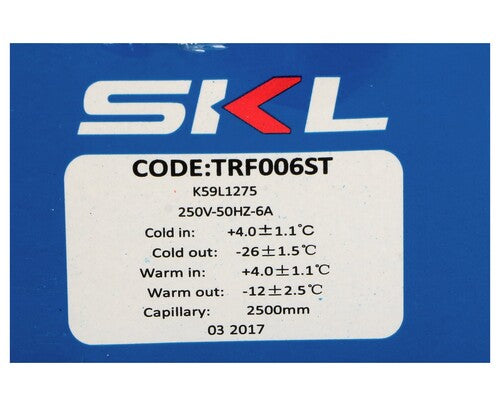 SKL
CODE:TRF006ST
K59L1275
250V-50HZ-6A
Cold in: +4.0±1.1℃
Cold out: -26±1.5℃
Warm in: +4.0±1.1℃
Warm out: -12±2.5℃
Capillary: 2500mm
03 2017